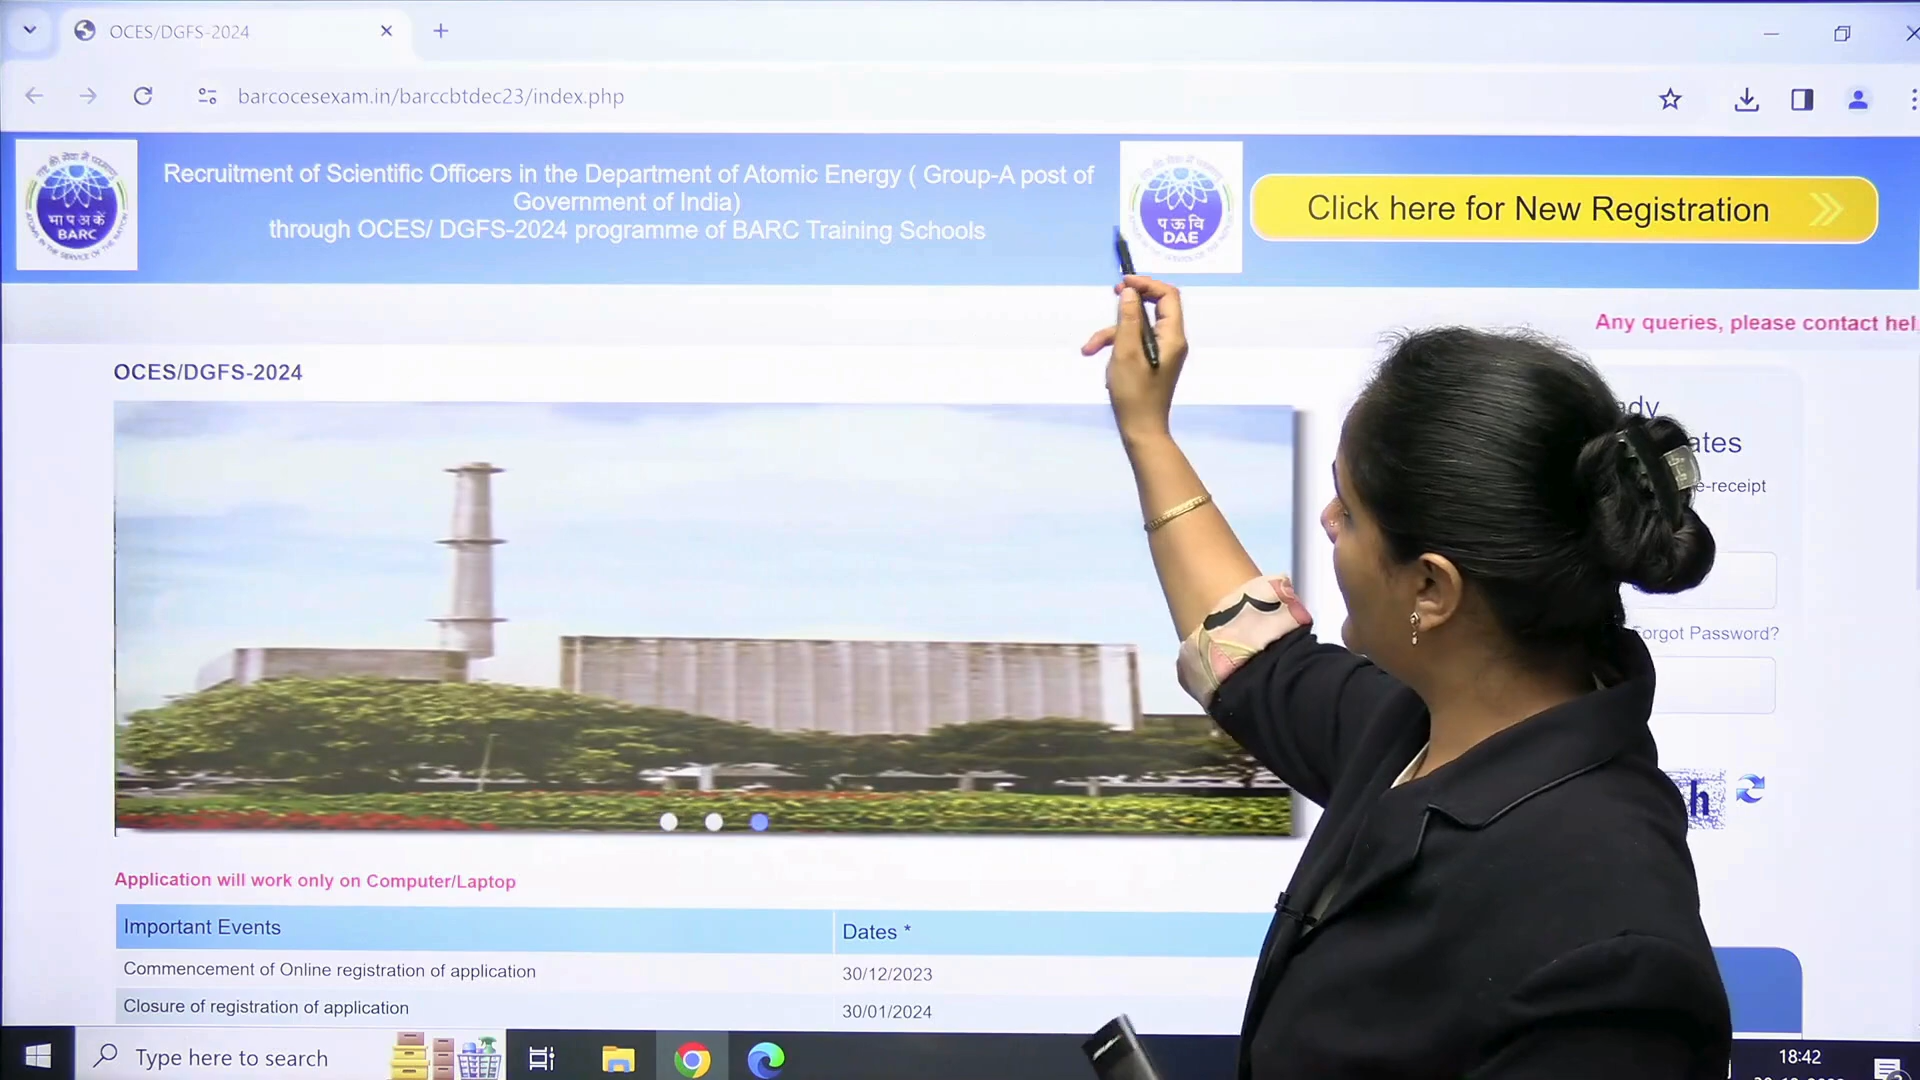 OCES/DGFS-2024
barcocesexam.in/barccbtdec23/index.php
भा प अ कें
BARC
Recruitment of Scientific Officers in the Department of Atomic Energy ( Group-A post of
Government of India)
through OCES/ DGFS-2024 programme of BARC Training Schools
प ऊ वि
DAE
Click here for New Registration
Any queries, please contact hel
OCES/DGFS-2024
e-receipt
Forgot Password?
h
Application will work only on Computer/Laptop
Important Events
Dates *
Commencement of Online registration of application
30/12/2023
Closure of registration of application
30/01/2024
Type here to search
18:42